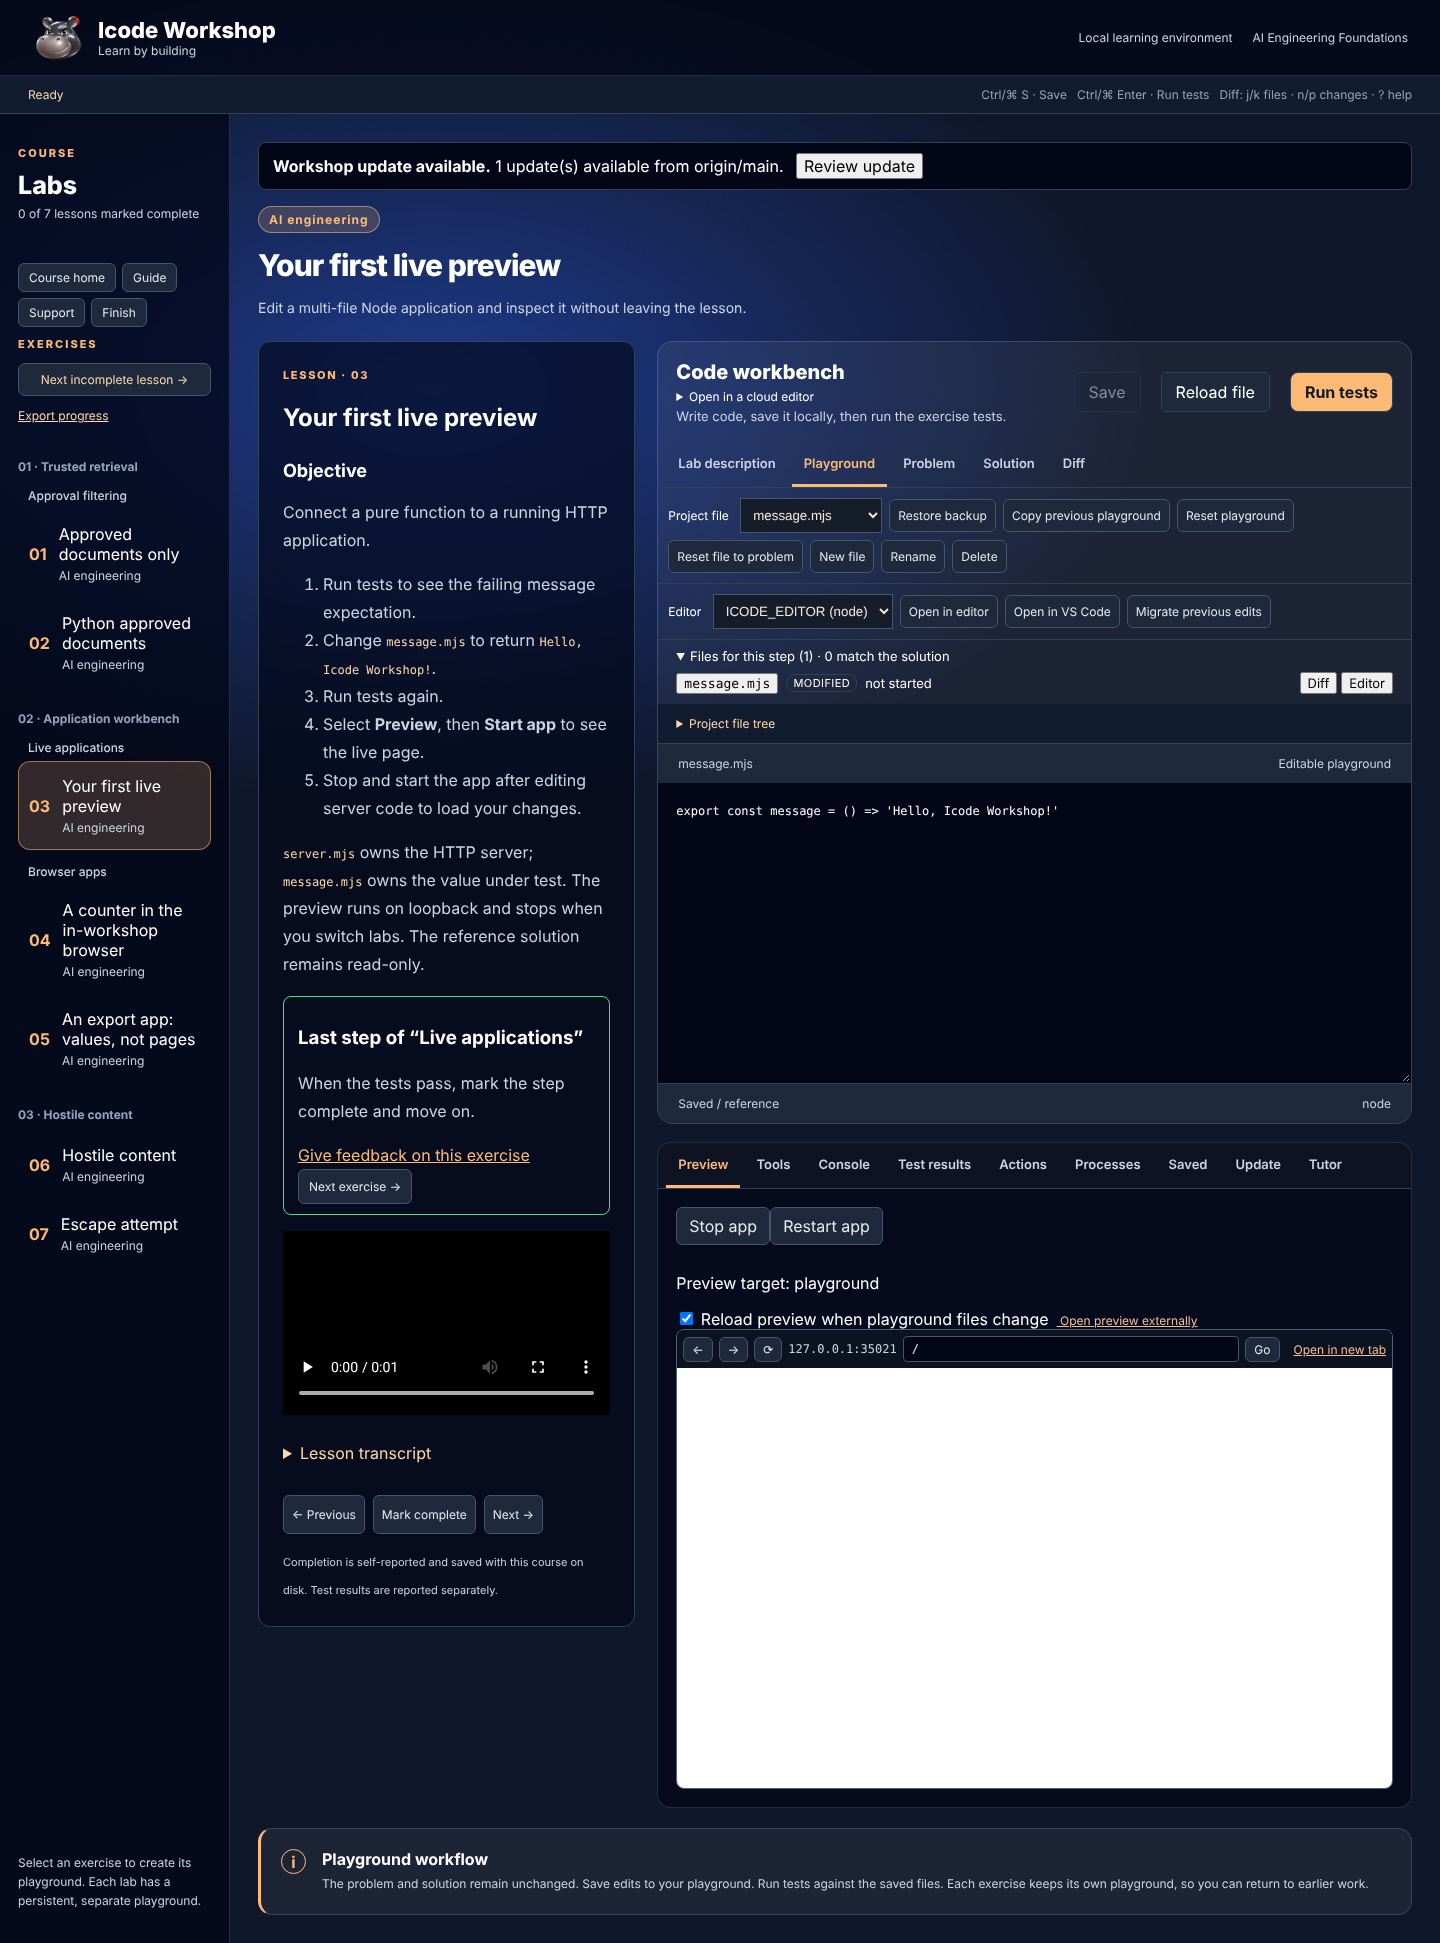 Icode Workshop
Learn by building
Local learning environment
AI Engineering Foundations
Ready
Ctrl/⌘ S · Save
Ctrl/⌘ Enter · Run tests
Diff: j/k files · n/p changes · ? help
COURSE
Labs
0 of 7 lessons marked complete
Course home
Guide
Support
Finish
EXERCISES
Next incomplete lesson →
Export progress
01 · Trusted retrieval
Approval filtering
01
Approved
documents only
AI engineering
02
Python approved
documents
AI engineering
02 · Application workbench
Live applications
03
Your first live
preview
AI engineering
Browser apps
04
A counter in the
in-workshop
browser
AI engineering
05
An export app:
values, not pages
AI engineering
03 · Hostile content
06
Hostile content
AI engineering
07
Escape attempt
AI engineering
Select an exercise to create its
playground. Each lab has a
persistent, separate playground.
Workshop update available. 1 update(s) available from origin/main.
Review update
AI engineering
Your first live preview
Edit a multi-file Node application and inspect it without leaving the lesson.
LESSON · 03
Your first live preview
Objective
Connect a pure function to a running HTTP
application.
1. Run tests to see the failing message
expectation.
2. Change message.mjs to return Hello,
Icode Workshop!.
3. Run tests again.
4. Select Preview, then Start app to see
the live page.
5. Stop and start the app after editing
server code to load your changes.
server.mjs owns the HTTP server;
message.mjs owns the value under test. The
preview runs on loopback and stops when
you switch labs. The reference solution
remains read-only.
Last step of “Live applications”
When the tests pass, mark the step
complete and move on.
Give feedback on this exercise
Next exercise →
0:00 / 0:01
▶ Lesson transcript
← Previous
Mark complete
Next →
Completion is self-reported and saved with this course on
disk. Test results are reported separately.
Code workbench
▶ Open in a cloud editor
Write code, save it locally, then run the exercise tests.
Save
Reload file
Run tests
Lab description
Playground
Problem
Solution
Diff
Project file
message.mjs
Restore backup
Copy previous playground
Reset playground
Reset file to problem
New file
Rename
Delete
Editor
ICODE_EDITOR (node)
Open in editor
Open in VS Code
Migrate previous edits
▼ Files for this step (1) · 0 match the solution
message.mjs
MODIFIED
not started
Diff
Editor
▶ Project file tree
message.mjs
Editable playground
export const message = () => 'Hello, Icode Workshop!'
Saved / reference
node
Preview
Tools
Console
Test results
Actions
Processes
Saved
Update
Tutor
Stop app
Restart app
Preview target: playground
Reload preview when playground files change
Open preview externally
←
→
⟳
127.0.0.1:35021
/
Go
Open in new tab
i
Playground workflow
The problem and solution remain unchanged. Save edits to your playground. Run tests against the saved files. Each exercise keeps its own playground, so you can return to earlier work.